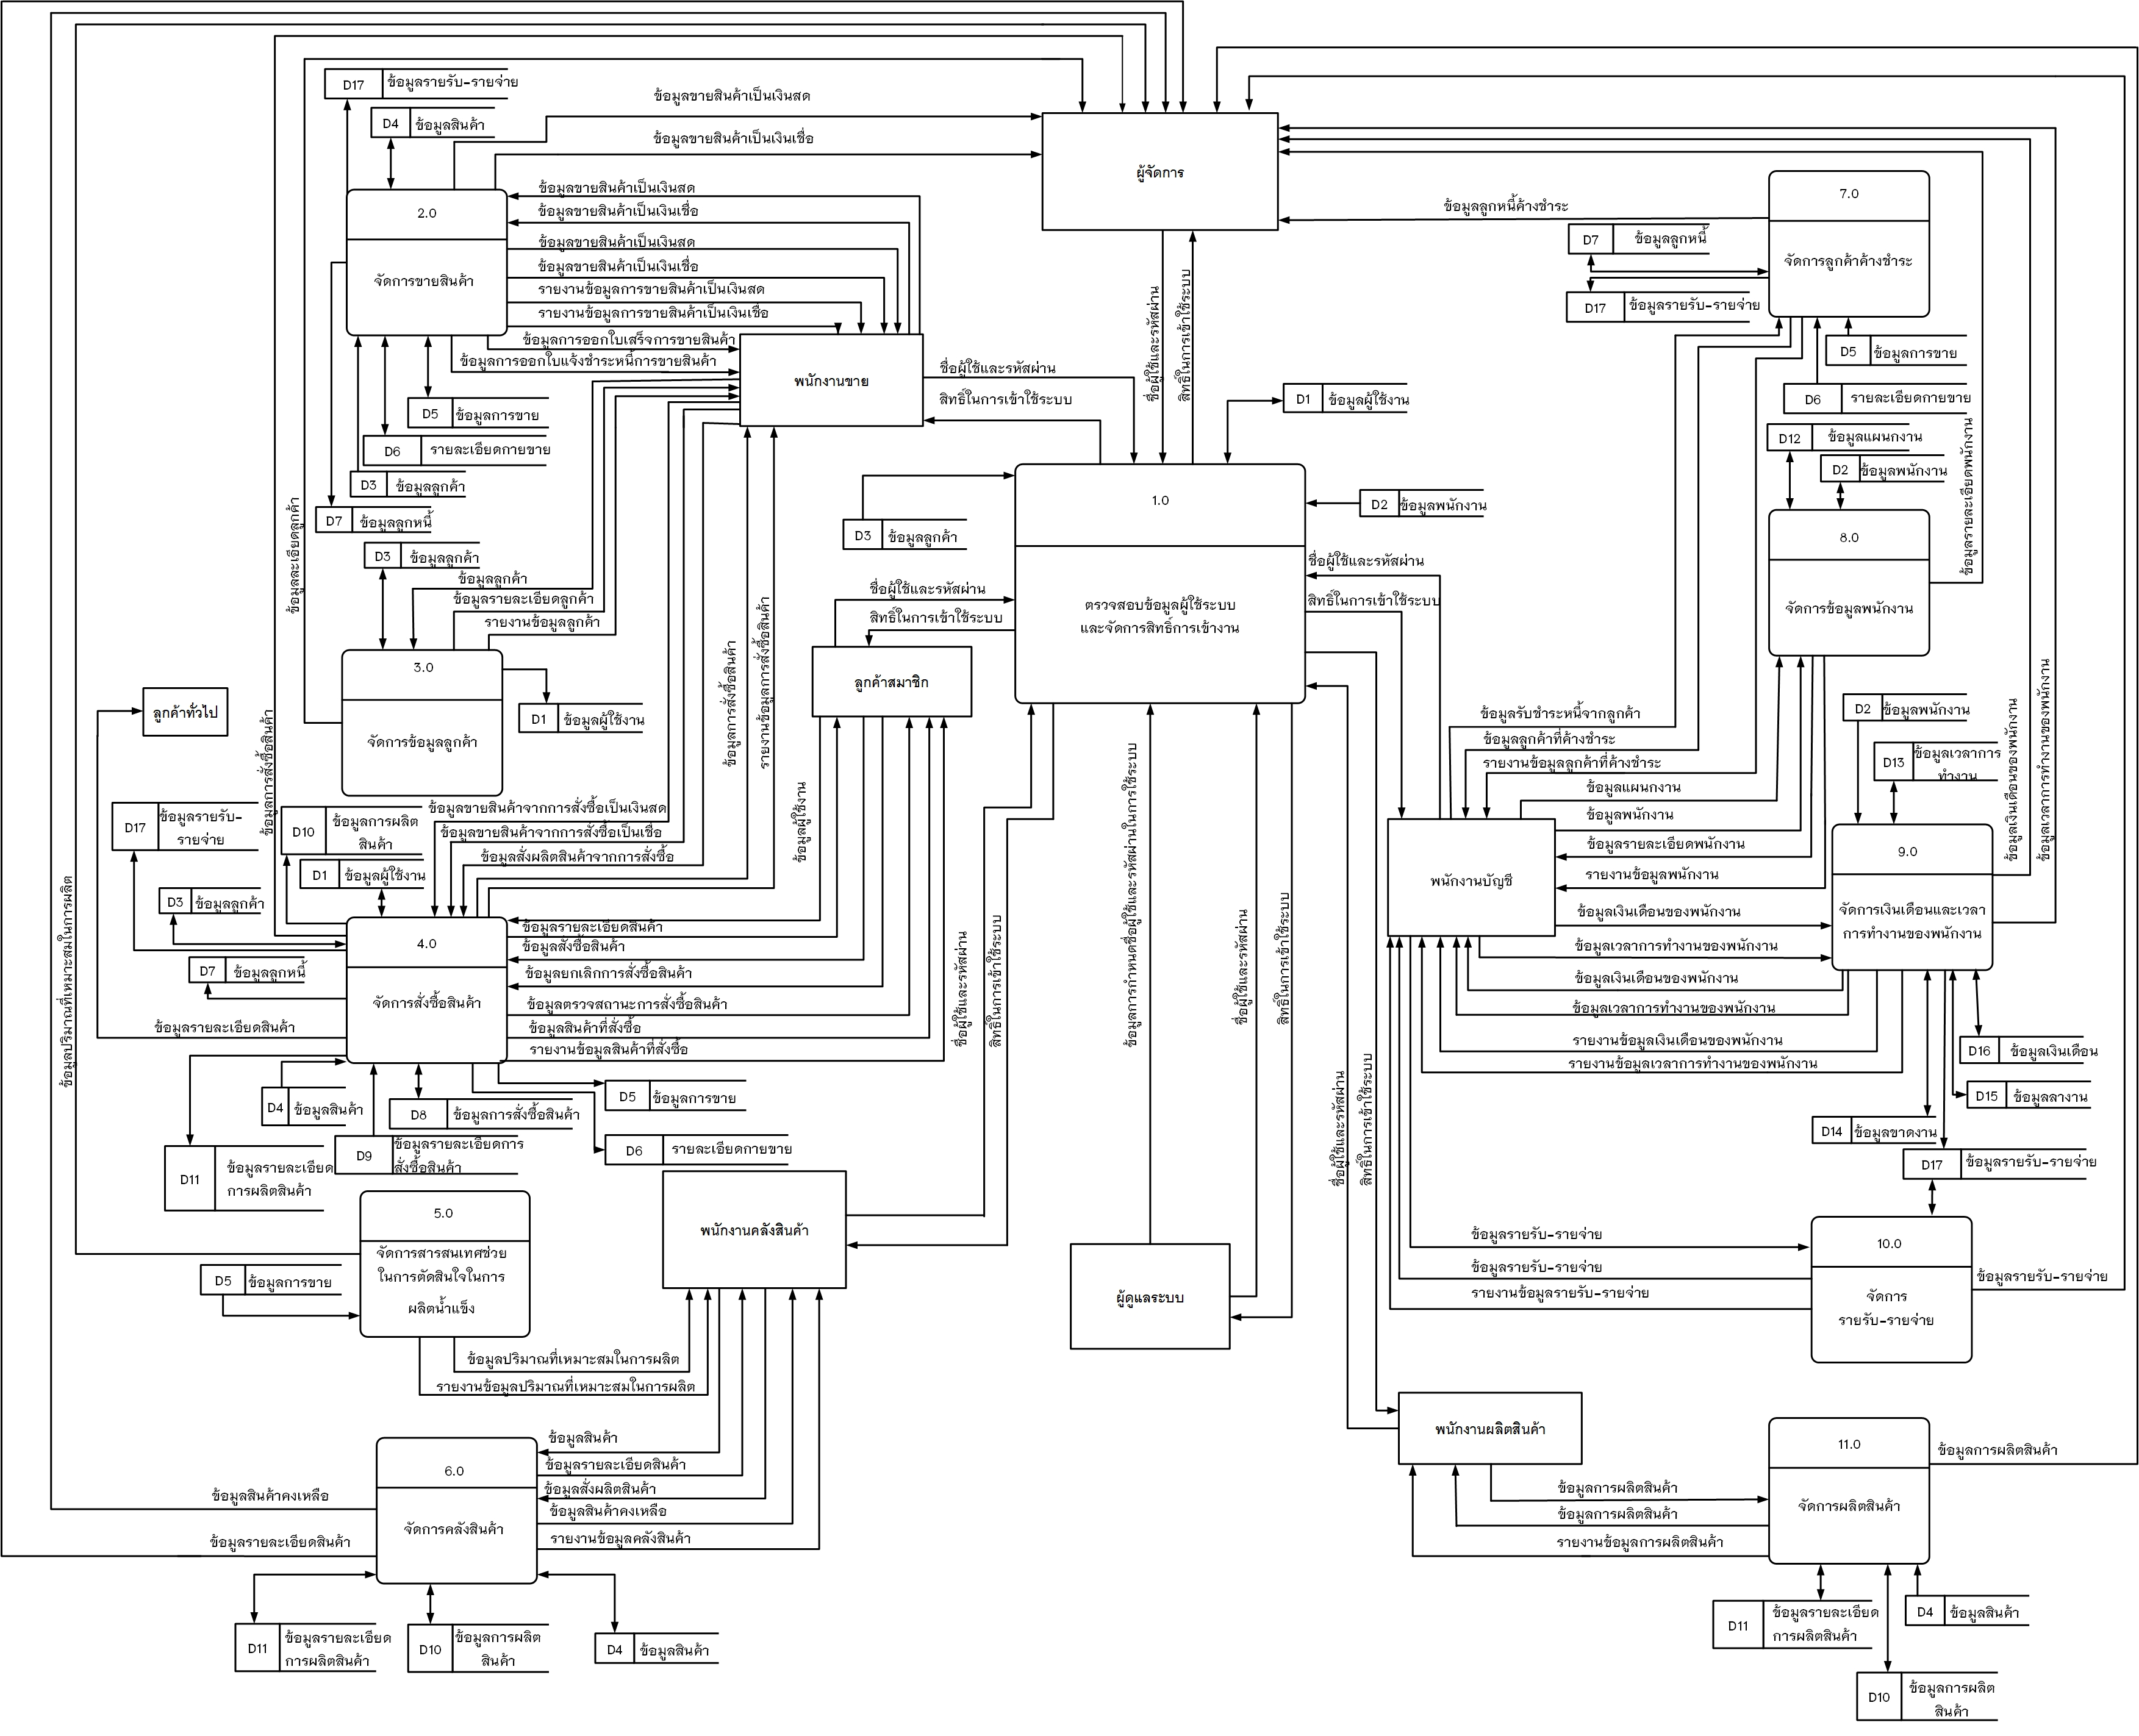 D17 ข้อมูลรายรับ-รายจ่าย
D4 ข้อมูลสินค้า
ข้อมูลขายสินค้าเป็นเงินสด
ข้อมูลขายสินค้าเป็นเงินเชื่อ
ผู้จัดการ
2.0
จัดการขายสินค้า
ข้อมูลขายสินค้าเป็นเงินสด
ข้อมูลขายสินค้าเป็นเงินเชื่อ
ข้อมูลขายสินค้าเป็นเงินสด
ข้อมูลขายสินค้าเป็นเงินเชื่อ
รายงานข้อมูลการขายสินค้าเป็นเงินสด
รายงานข้อมูลการขายสินค้าเป็นเงินเชื่อ
ข้อมูลการออกใบเสร็จการขายสินค้า
ข้อมูลการออกใบแจ้งชำระหนี้การขายสินค้า
พนักงานขาย
D5 ข้อมูลการขาย
D6 รายละเอียดกายขาย
D3 ข้อมูลลูกค้า
D7 ข้อมูลลูกหนี้
ข้อมูลละเอียดลูกค้า
ชื่อผู้ใช้และรหัสผ่าน
สิทธิ์ในการเข้าใช้ระบบ
ชื่อผู้ใช้และรหัสผ่าน
สิทธิ์ในการเข้าใช้ระบบ
D1 ข้อมูลผู้ใช้งาน
D2 ข้อมูลพนักงาน
D3 ข้อมูลลูกค้า
1.0
ตรวจสอบข้อมูลผู้ใช้ระบบ
และจัดการสิทธิ์การเข้างาน
ชื่อผู้ใช้และรหัสผ่าน
สิทธิ์ในการเข้าใช้ระบบ
ชื่อผู้ใช้และรหัสผ่าน
สิทธิ์ในการเข้าใช้ระบบ
ลูกค้าสมาชิก
ข้อมูลลูกหนี้ค้างชำระ
7.0
จัดการลูกค้าค้างชำระ
D7 ข้อมูลลูกหนี้
D17 ข้อมูลรายรับ-รายจ่าย
D5 ข้อมูลการขาย
D6 รายละเอียดกายขาย
D12 ข้อมูลแผนกงาน
D2 ข้อมูลพนักงาน
ข้อมูลรายละเอียดพนักงาน
8.0
จัดการข้อมูลพนักงาน
D3 ข้อมูลลูกค้า
ข้อมูลลูกค้า
ข้อมูลรายละเอียดลูกค้า
รายงานข้อมูลลูกค้า
3.0
จัดการข้อมูลลูกค้า
D1 ข้อมูลผู้ใช้งาน
ลูกค้าทั่วไป
ข้อมูลการสั่งซื้อสินค้า
ข้อมูลการสั่งซื้อสินค้า
รายงานข้อมูลการสั่งซื้อสินค้า
ข้อมูลผู้ใช้งาน
ข้อมูลปริมาณที่เหมาะสมในการผลิต
D17 ข้อมูลรายรับ-
รายจ่าย
D10 ข้อมูลการผลิต
สินค้า
D1 ข้อมูลผู้ใช้งาน
D3 ข้อมูลลูกค้า
D7 ข้อมูลลูกหนี้
ข้อมูลขายสินค้าจากการสั่งซื้อเป็นเงินสด
ข้อมูลขายสินค้าจากการสั่งซื้อเป็นเชื่อ
ข้อมูลสั่งผลิตสินค้าจากการสั่งซื้อ
4.0
จัดการสั่งซื้อสินค้า
ข้อมูลรายละเอียดสินค้า
ข้อมูลสั่งซื้อสินค้า
ข้อมูลยกเลิกการสั่งซื้อสินค้า
ข้อมูลตรวจสถานะการสั่งซื้อสินค้า
ข้อมูลสินค้าที่สั่งซื้อ
รายงานข้อมูลสินค้าที่สั่งซื้อ
ข้อมูลรายละเอียดสินค้า
D4 ข้อมูลสินค้า
D8 ข้อมูลการสั่งซื้อสินค้า
D5 ข้อมูลการขาย
D6 รายละเอียดกายขาย
D9 ข้อมูลรายละเอียดการ
สั่งซื้อสินค้า
D11 ข้อมูลรายละเอียด
การผลิตสินค้า
ชื่อผู้ใช้และรหัสผ่าน
สิทธิ์ในการเข้าใช้ระบบ
ข้อมูลการกำหนดชื่อผู้ใช้และรหัสผ่านในการใช้ระบบ
ชื่อผู้ใช้และรหัสผ่าน
สิทธิ์ในการเข้าใช้ระบบ
ชื่อผู้ใช้และรหัสผ่าน
สิทธิ์ในการเข้าใช้ระบบ
ข้อมูลรับชำระหนี้จากลูกค้า
ข้อมูลลูกค้าที่ค้างชำระ
รายงานข้อมูลลูกค้าที่ค้างชำระ
ข้อมูลแผนกงาน
ข้อมูลพนักงาน
ข้อมูลรายละเอียดพนักงาน
รายงานข้อมูลพนักงาน
ข้อมูลเงินเดือนของพนักงาน
ข้อมูลเวลาการทำงานของพนักงาน
ข้อมูลเงินเดือนของพนักงาน
ข้อมูลเวลาการทำงานของพนักงาน
รายงานข้อมูลเงินเดือนของพนักงาน
รายงานข้อมูลเวลาการทำงานของพนักงาน
พนักงานบัญชี
D2 ข้อมูลพนักงาน
D13 ข้อมูลเวลาการ
ทำงาน
9.0
จัดการเงินเดือนและเวลา
การทำงานของพนักงาน
ข้อมูลเงินเดือนของพนักงาน
ข้อมูลเวลาการทำงานของพนักงาน
D16 ข้อมูลเงินเดือน
D15 ข้อมูลลางาน
D14 ข้อมูลขาดงาน
D17 ข้อมูลรายรับ-รายจ่าย
5.0
จัดการสารสนเทศช่วย
ในการตัดสินใจในการ
ผลิตน้ำแข็ง
D5 ข้อมูลการขาย
พนักงานคลังสินค้า
ผู้ดูแลระบบ
ข้อมูลปริมาณที่เหมาะสมในการผลิต
รายงานข้อมูลปริมาณที่เหมาะสมในการผลิต
ข้อมูลรายรับ-รายจ่าย
ข้อมูลรายรับ-รายจ่าย
รายงานข้อมูลรายรับ-รายจ่าย
10.0
จัดการ
รายรับ-รายจ่าย
ข้อมูลรายรับ-รายจ่าย
6.0
จัดการคลังสินค้า
ข้อมูลสินค้า
ข้อมูลรายละเอียดสินค้า
ข้อมูลสั่งผลิตสินค้า
ข้อมูลสินค้าคงเหลือ
รายงานข้อมูลคลังสินค้า
ข้อมูลสินค้าคงเหลือ
ข้อมูลรายละเอียดสินค้า
D11 ข้อมูลรายละเอียด
การผลิตสินค้า
D10 ข้อมูลการผลิต
สินค้า
D4 ข้อมูลสินค้า
พนักงานผลิตสินค้า
11.0
จัดการผลิตสินค้า
ข้อมูลการผลิตสินค้า
ข้อมูลการผลิตสินค้า
ข้อมูลการผลิตสินค้า
รายงานข้อมูลการผลิตสินค้า
D11 ข้อมูลรายละเอียด
การผลิตสินค้า
D4 ข้อมูลสินค้า
D10 ข้อมูลการผลิต
สินค้า